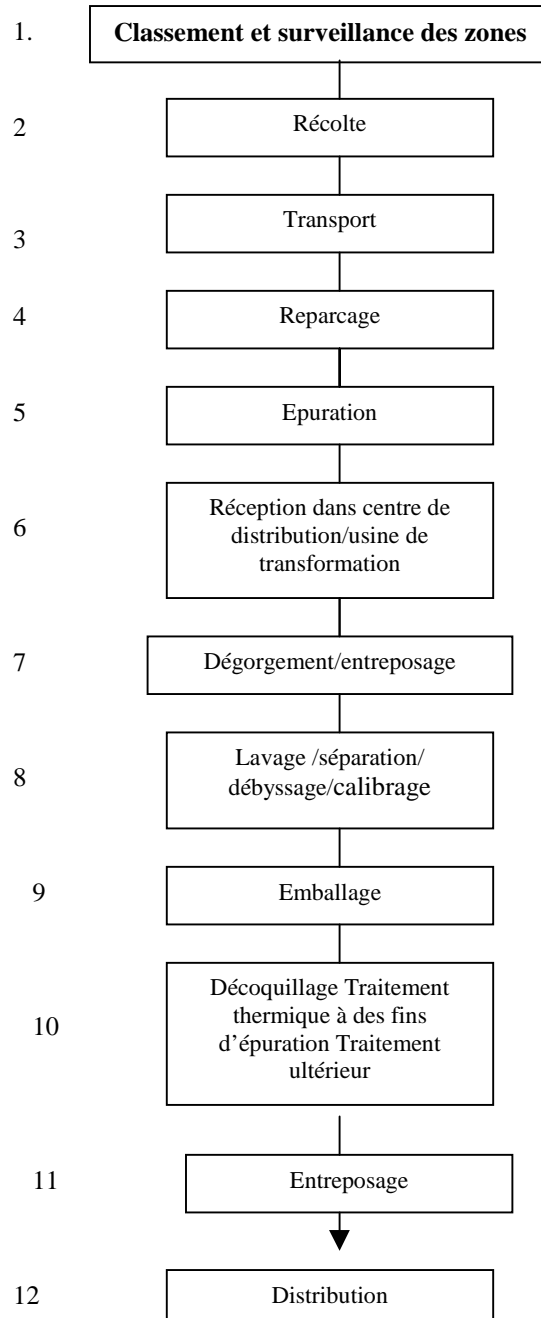 1. Classement et surveillance des zones
2 Récolte
Transport
3
4 Reparcage
5 Epuration
Réception dans centre de
6 distribution/usine de
transformation
7 Dégorgement/entreposage
Lavage /séparation/
8 débyssage/calibrage
9 Emballage
Décoquillage Traitement
thermique à des fins
10 d’épuration Traitement
ultérieur
11 Entreposage
12 Distribution